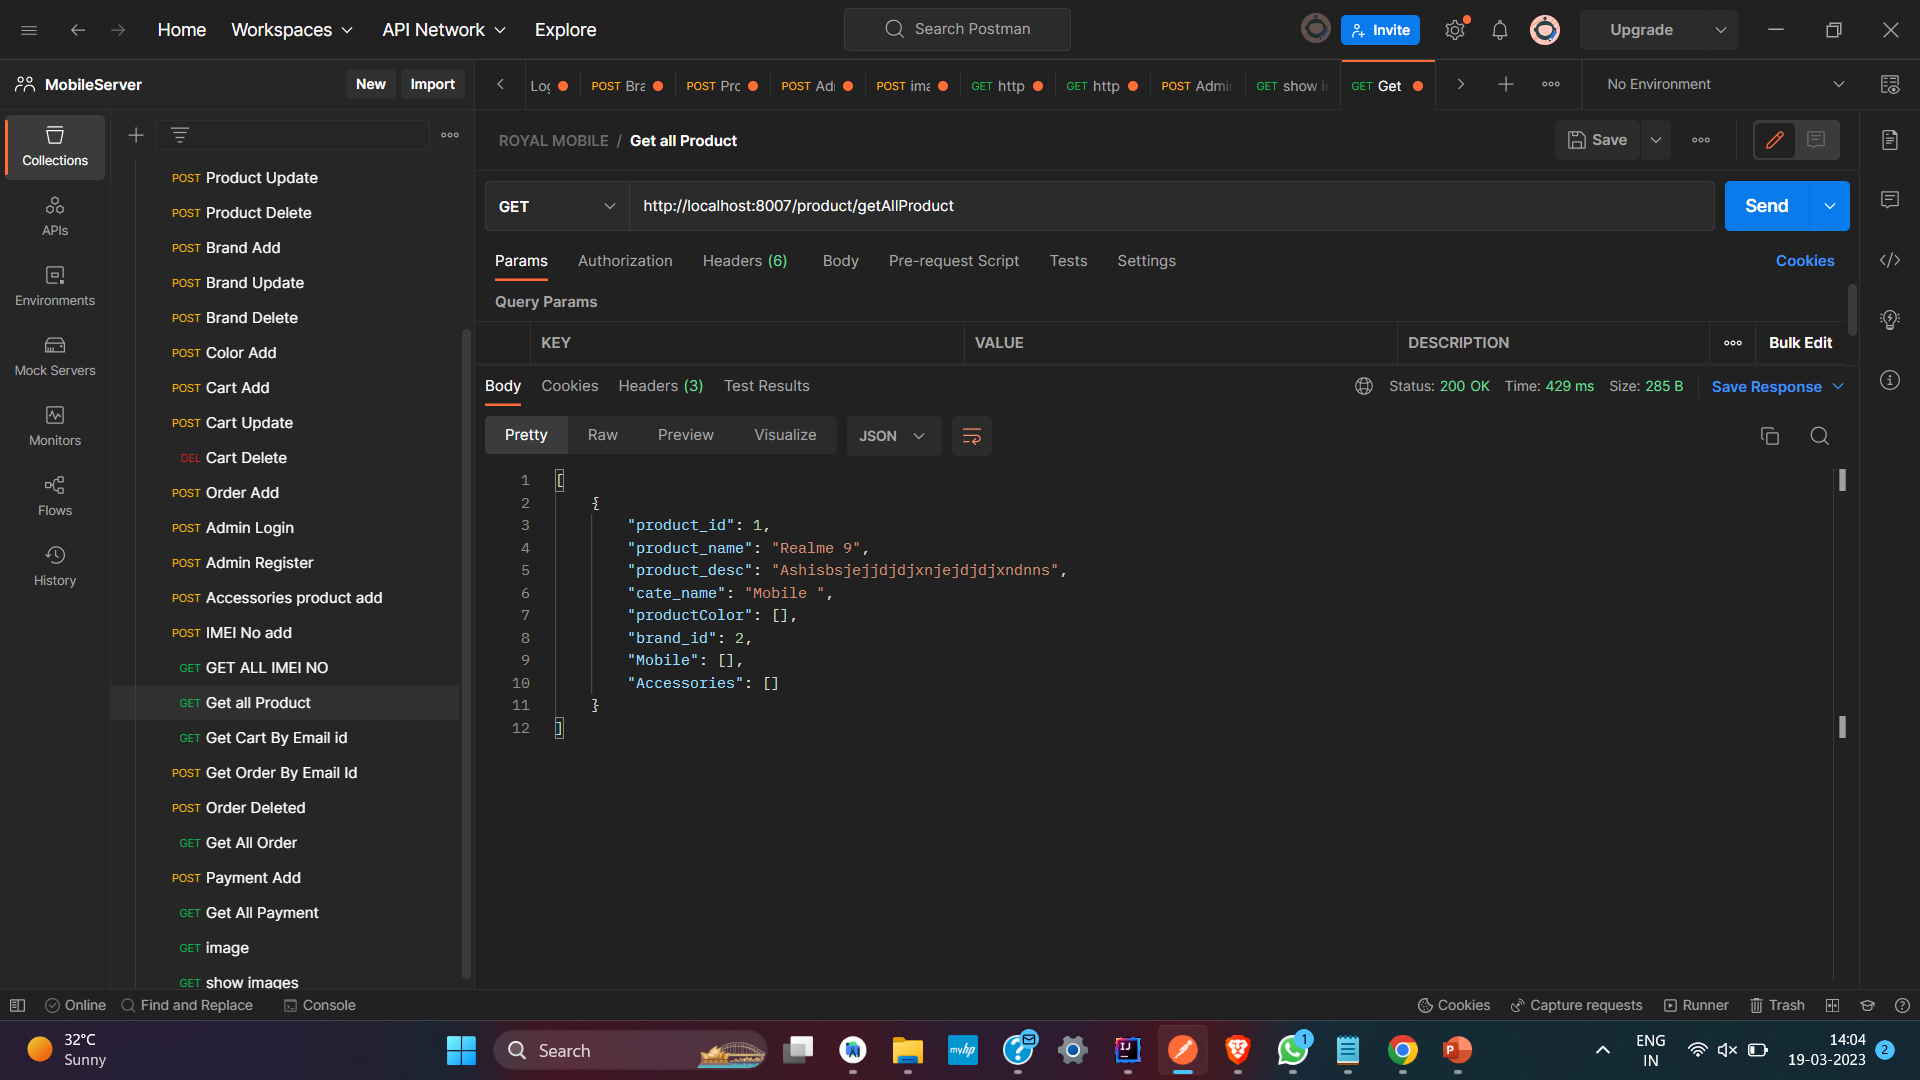 Home
Workspaces
API Network
Explore
Search Postman
Invite
Upgrade
MobileServer
New
Import
POST Bra
POST
POST
POST
GET http
GET http
POST Admi
GET show
GET Get
No Environment
Collections
APIs
Environments
Mock Servers
Monitors
Flows
History
POST Product Update
POST Product Delete
POST Brand Add
POST Brand Update
POST Brand Delete
POST Color Add
POST Cart Add
POST Cart Update
DEL Cart Delete
POST Order Add
POST Admin Login
POST Admin Register
POST Accessories product add
POST IMEI No add
GET GET ALL IMEI NO
GET Get all Product
GET Get Cart By Email id
POST Get Order By Email Id
POST Order Deleted
GET Get All Order
POST Payment Add
GET Get All Payment
GET image
GET show images
ROYAL MOBILE / Get all Product
Save
GET
http://localhost:8007/product/getAllProduct
Send
Params
Authorization
Headers (6)
Body
Pre-request Script
Tests
Settings
Cookies
Query Params
KEY
VALUE
DESCRIPTION
Bulk Edit
Body
Cookies
Headers (3)
Test Results
Status: 200 OK
Time: 429 ms
Size: 285 B
Save Response
Pretty
Raw
Preview
Visualize
JSON
1 [
2 {
3 "product_id": 1,
4 "product_name": "Realme 9",
5 "product_desc": "Ashisbsjejjdjdjxnjejdjdjxndnns",
6 "cate_name": "Mobile ",
7 "productColor": [],
8 "brand_id": 2,
9 "Mobile": [],
10 "Accessories": []
11 }
12 ]
Online
Find and Replace
Console
Cookies
Capture requests
Runner
Trash
32°C
Sunny
Search
myhp
IJ
1
P
ENG
IN
14:04
19-03-2023
2